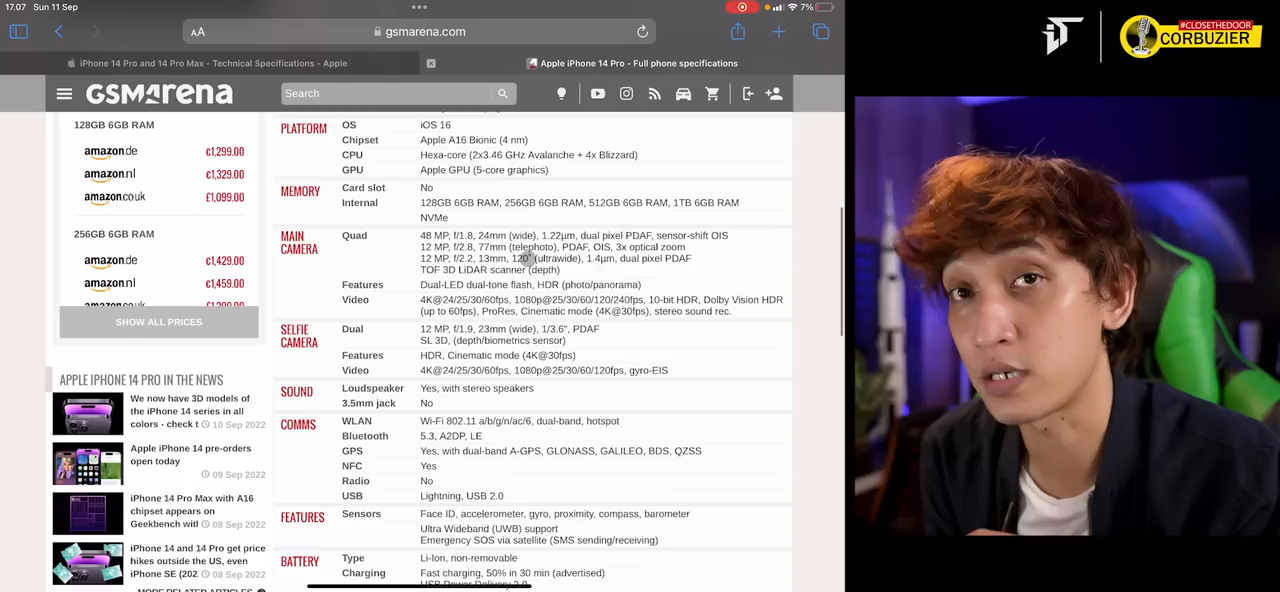 17.07 Sun 11 Sep
7%
AA
gsmarena.com
iPhone 14 Pro and 14 Pro Max - Technical Specifications - Apple
Apple iPhone 14 Pro - Full phone specifications
GSMArena
Search
128GB 6GB RAM
amazon.de €1,299.00
amazon.nl €1,329.00
amazon.co.uk £1,099.00
256GB 6GB RAM
amazon.de €1,429.00
amazon.nl €1,459.00
SHOW ALL PRICES
APPLE IPHONE 14 PRO IN THE NEWS
We now have 3D models of
the iPhone 14 series in all
colors - check t 10 Sep 2022
Apple iPhone 14 pre-orders
open today
09 Sep 2022
iPhone 14 Pro Max with A16
chipset appears on
Geekbench witl 08 Sep 2022
iPhone 14 and 14 Pro get price
hikes outside the US, even
iPhone SE (202 08 Sep 2022
MORE RELATED ARTICLES
PLATFORM OS iOS 16
Chipset Apple A16 Bionic (4 nm)
CPU Hexa-core (2x3.46 GHz Avalanche + 4x Blizzard)
GPU Apple GPU (5-core graphics)
MEMORY Card slot No
Internal 128GB 6GB RAM, 256GB 6GB RAM, 512GB 6GB RAM, 1TB 6GB RAM
NVMe
MAIN CAMERA Quad 48 MP, f/1.8, 24mm (wide), 1.22µm, dual pixel PDAF, sensor-shift OIS
12 MP, f/2.8, 77mm (telephoto), PDAF, OIS, 3x optical zoom
12 MP, f/2.2, 13mm, 120˚ (ultrawide), 1.4µm, dual pixel PDAF
TOF 3D LiDAR scanner (depth)
Features Dual-LED dual-tone flash, HDR (photo/panorama)
Video 4K@24/25/30/60fps, 1080p@25/30/60/120/240fps, 10-bit HDR, Dolby Vision HDR
(up to 60fps), ProRes, Cinematic mode (4K@30fps), stereo sound rec.
SELFIE CAMERA Dual 12 MP, f/1.9, 23mm (wide), 1/3.6", PDAF
SL 3D, (depth/biometrics sensor)
Features HDR, Cinematic mode (4K@30fps)
Video 4K@24/25/30/60fps, 1080p@25/30/60/120fps, gyro-EIS
SOUND Loudspeaker Yes, with stereo speakers
3.5mm jack No
COMMS WLAN Wi-Fi 802.11 a/b/g/n/ac/6, dual-band, hotspot
Bluetooth 5.3, A2DP, LE
GPS Yes, with dual-band A-GPS, GLONASS, GALILEO, BDS, QZSS
NFC Yes
Radio No
USB Lightning, USB 2.0
FEATURES Sensors Face ID, accelerometer, gyro, proximity, compass, barometer
Ultra Wideband (UWB) support
Emergency SOS via satellite (SMS sending/receiving)
BATTERY Type Li-Ion, non-removable
Charging Fast charging, 50% in 30 min (advertised)
USB Power Delivery 2.0
#CLOSETHEDOOR
CORBUZIER